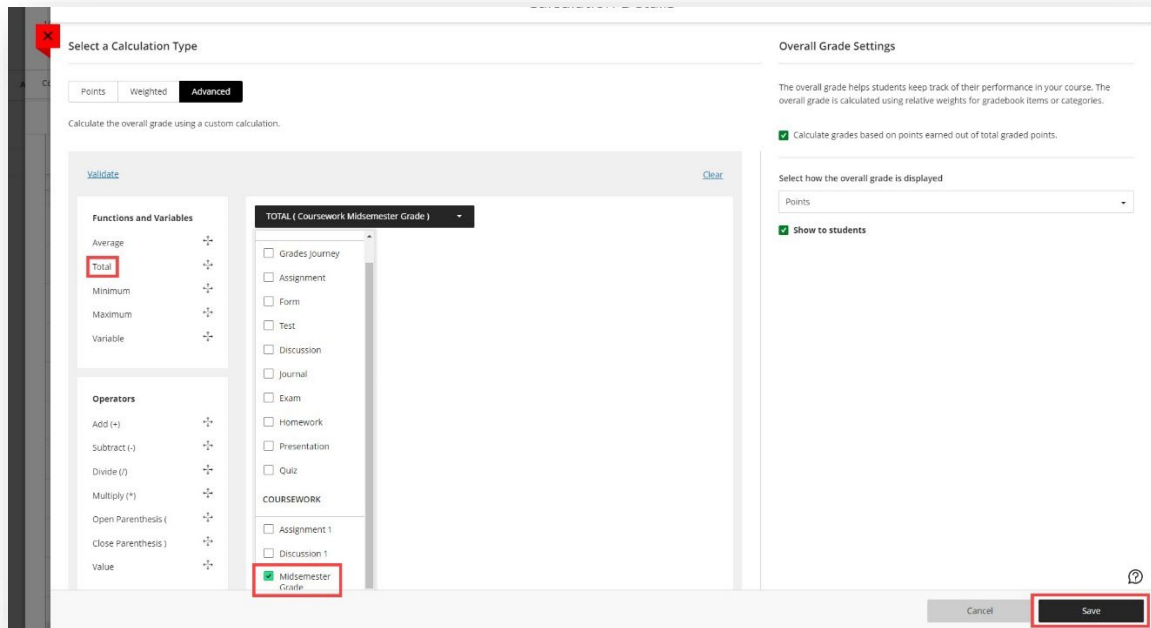 Select a Calculation Type
Points
Weighted
Advanced
Calculate the overall grade using a custom calculation.
Validate
Clear
Functions and Variables
Average
Total
Minimum
Maximum
Variable
Operators
Add (+)
Subtract (-)
Divide (/)
Multiply (*)
Open Parenthesis (
Close Parenthesis )
Value
TOTAL ( Coursework Midsemester Grade )
Grades Journey
Assignment
Form
Test
Discussion
Journal
Exam
Homework
Presentation
Quiz
COURSEWORK
Assignment 1
Discussion 1
Midsemester
Grade
Overall Grade Settings
The overall grade helps students keep track of their performance in your course. The
overall grade is calculated using relative weights for gradebook items or categories.
Calculate grades based on points earned out of total graded points.
Select how the overall grade is displayed
Points
Show to students
Cancel
Save